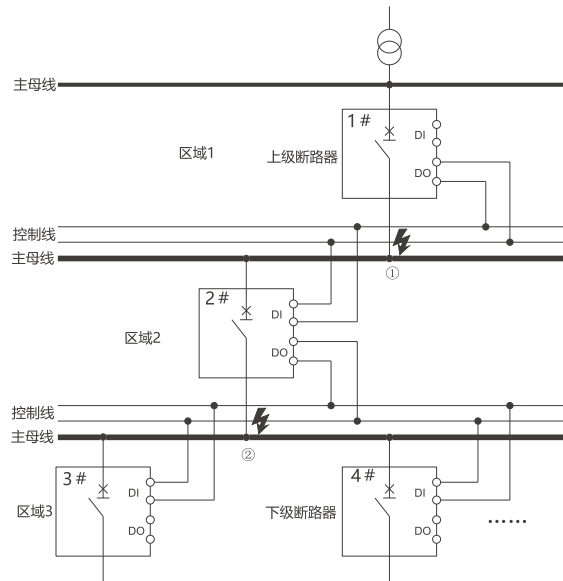 主母线
1#
DI
区域1
上级断路器
DO
控制线
主母线
①
2#
DI
区域2
DO
控制线
主母线
②
3#
DI
4#
DI
区域3
DO
下级断路器
DO
......